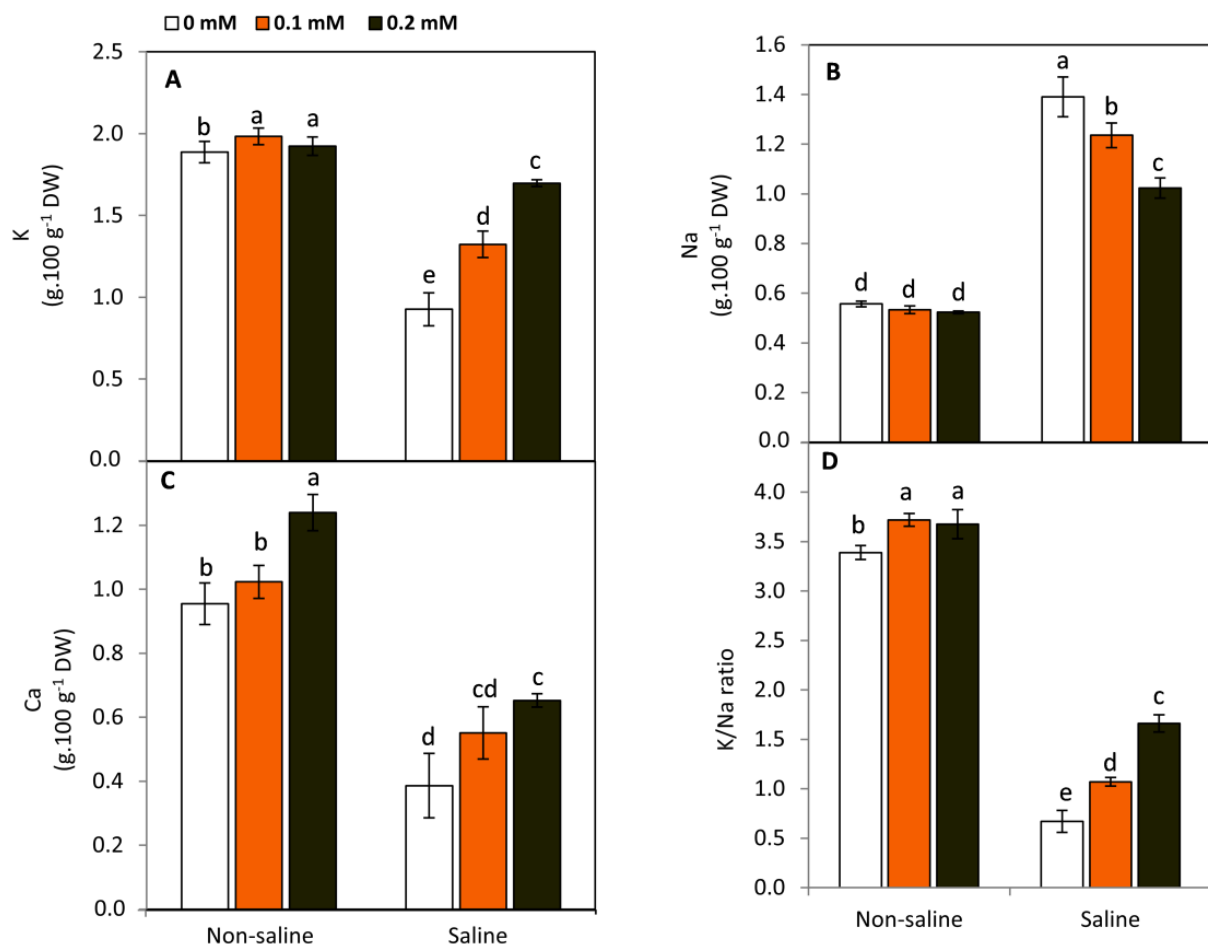 0 mM 0.1 mM 0.2 mM
A
K
(g.100 g-1 DW)
2.5
2.0
1.5
1.0
0.5
0.0
b a a
e d c
B
Na
(g.100 g-1 DW)
1.6
1.4
1.2
1.0
0.8
0.6
0.4
0.2
0.0
d d d
a b c
C
Ca
(g.100 g-1 DW)
1.2
1.0
0.8
0.6
0.4
0.2
0.0
b b a
d cd c
Non-saline Saline
D
K/Na ratio
4.0
3.5
3.0
2.5
2.0
1.5
1.0
0.5
0.0
b a a
e d c
Non-saline Saline